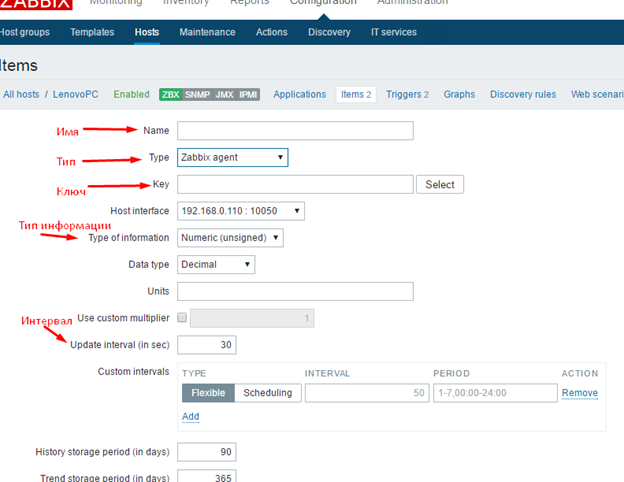 ZABBIX Monitoring Inventory Reports Configuration Administration
Host groups Templates Hosts Maintenance Actions Discovery IT services
Items
All hosts / LenovoPC Enabled ZBX SNMP JMX IPMI Applications Items 2 Triggers 2 Graphs Discovery rules Web scenari
Имя Name
Тип Type Zabbix agent
Ключ Key Select
Host interface 192.168.0.110 : 10050
Тип информации
Type of information Numeric (unsigned)
Data type Decimal
Units
Use custom multiplier 1
Интервал
Update interval (in sec) 30
Custom intervals TYPE INTERVAL PERIOD ACTION
Flexible Scheduling 50 1-7,00:00-24:00 Remove
Add
History storage period (in days) 90
Trend storage period (in days) 365